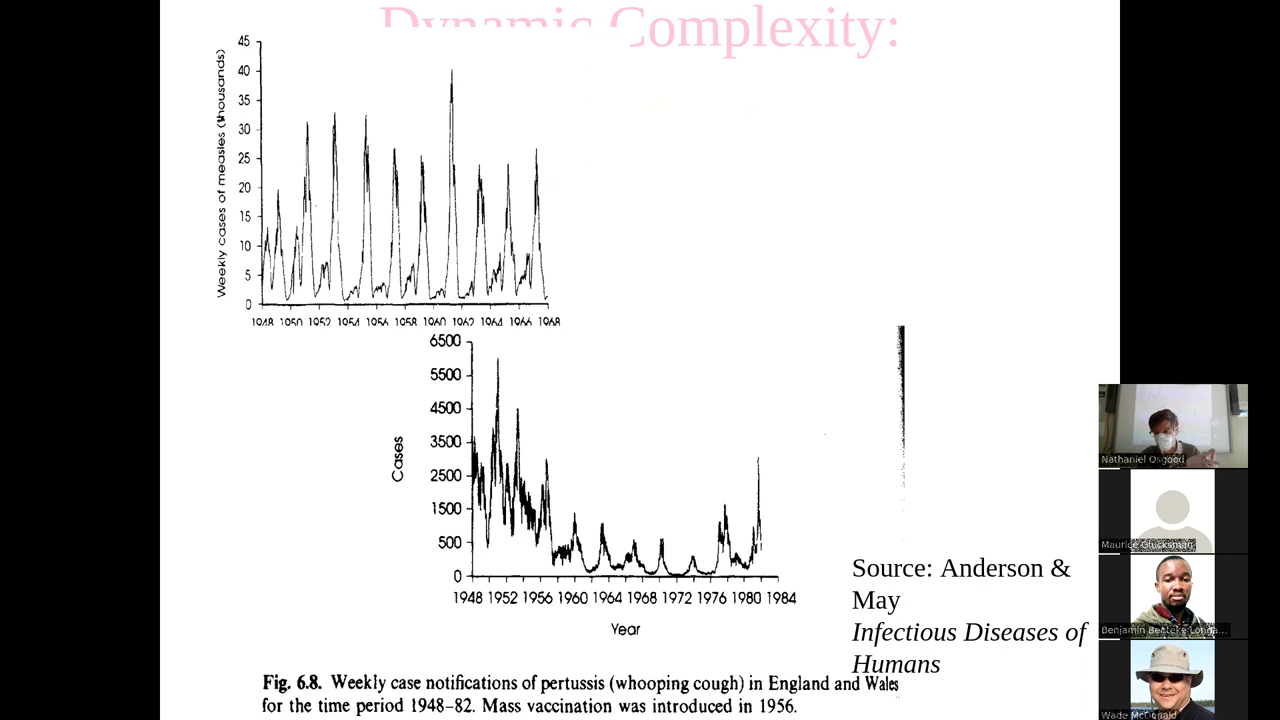 Dynamic Complexity:
Weekly cases of measles (thousands)
45
40
35
30
25
20
15
10
5
0
1948 1950 1952 1954 1956 1958 1960 1962 1964 1966 1968
Cases
6500
5500
4500
3500
2500
1500
500
0
1948 1952 1956 1960 1964 1968 1972 1976 1980 1984
Year
Source: Anderson &
May
Infectious Diseases of
Humans
Fig. 6.8. Weekly case notifications of pertussis (whooping cough) in England and Wales
for the time period 1948–82. Mass vaccination was introduced in 1956.
Nathaniel Osgood
Maurice Glucksman
Benjamin
Wade McDonald